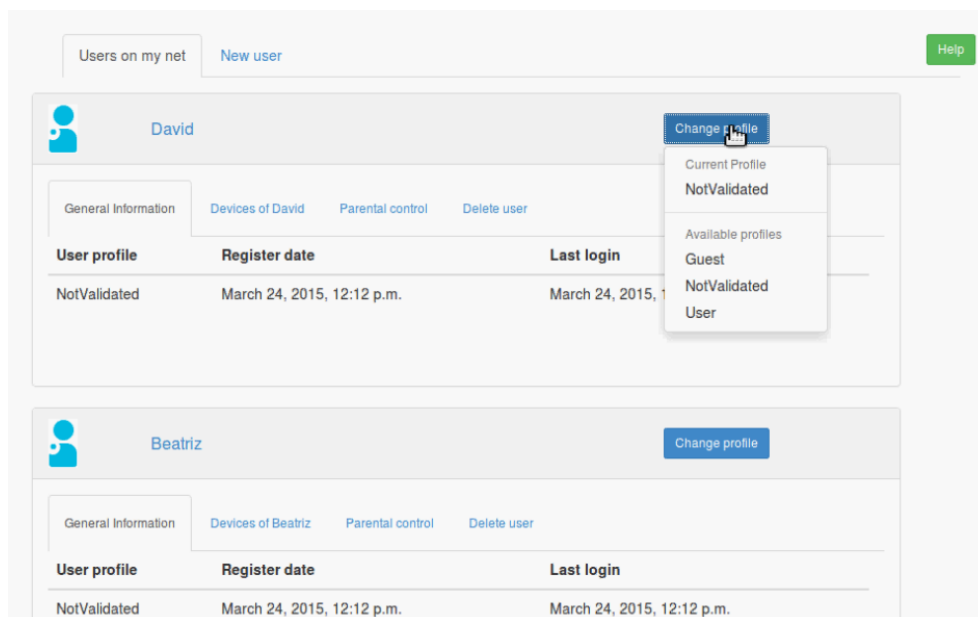 Users on my net New user Help
David Change profile
Current Profile
NotValidated
Available profiles
Guest
NotValidated
User
General Information Devices of David Parental control Delete user
User profile Register date Last login
NotValidated March 24, 2015, 12:12 p.m. March 24, 2015,
Beatriz Change profile
General Information Devices of Beatriz Parental control Delete user
User profile Register date Last login
NotValidated March 24, 2015, 12:12 p.m. March 24, 2015, 12:12 p.m.